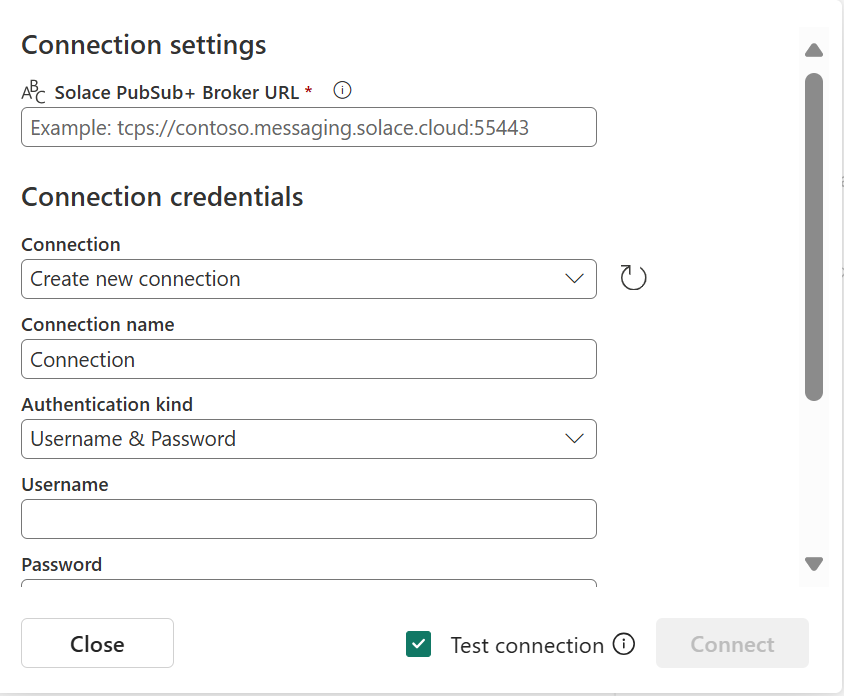 Connection settings
ABC Solace PubSub+ Broker URL *
Example: tcps://contoso.messaging.solace.cloud:55443
Connection credentials
Connection
Create new connection
Connection name
Connection
Authentication kind
Username & Password
Username
Password
Close
Test connection
Connect